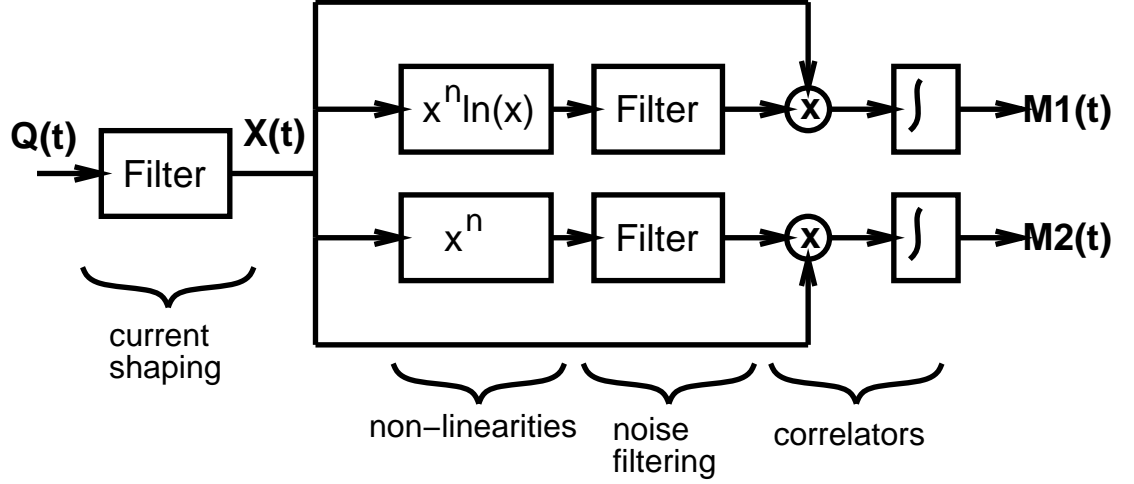 x^n ln(x)
Filter
x
∫
M1(t)
Q(t)
X(t)
Filter
x^n
Filter
x
∫
M2(t)
current
shaping
non−linearities
noise
filtering
correlators